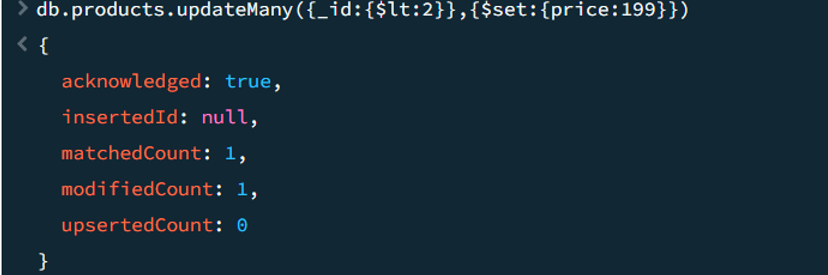 > db.products.updateMany({_id:{$lt:2}},{$set:{price:199}})
< {
acknowledged: true,
insertedId: null,
matchedCount: 1,
modifiedCount: 1,
upsertedCount: 0
}